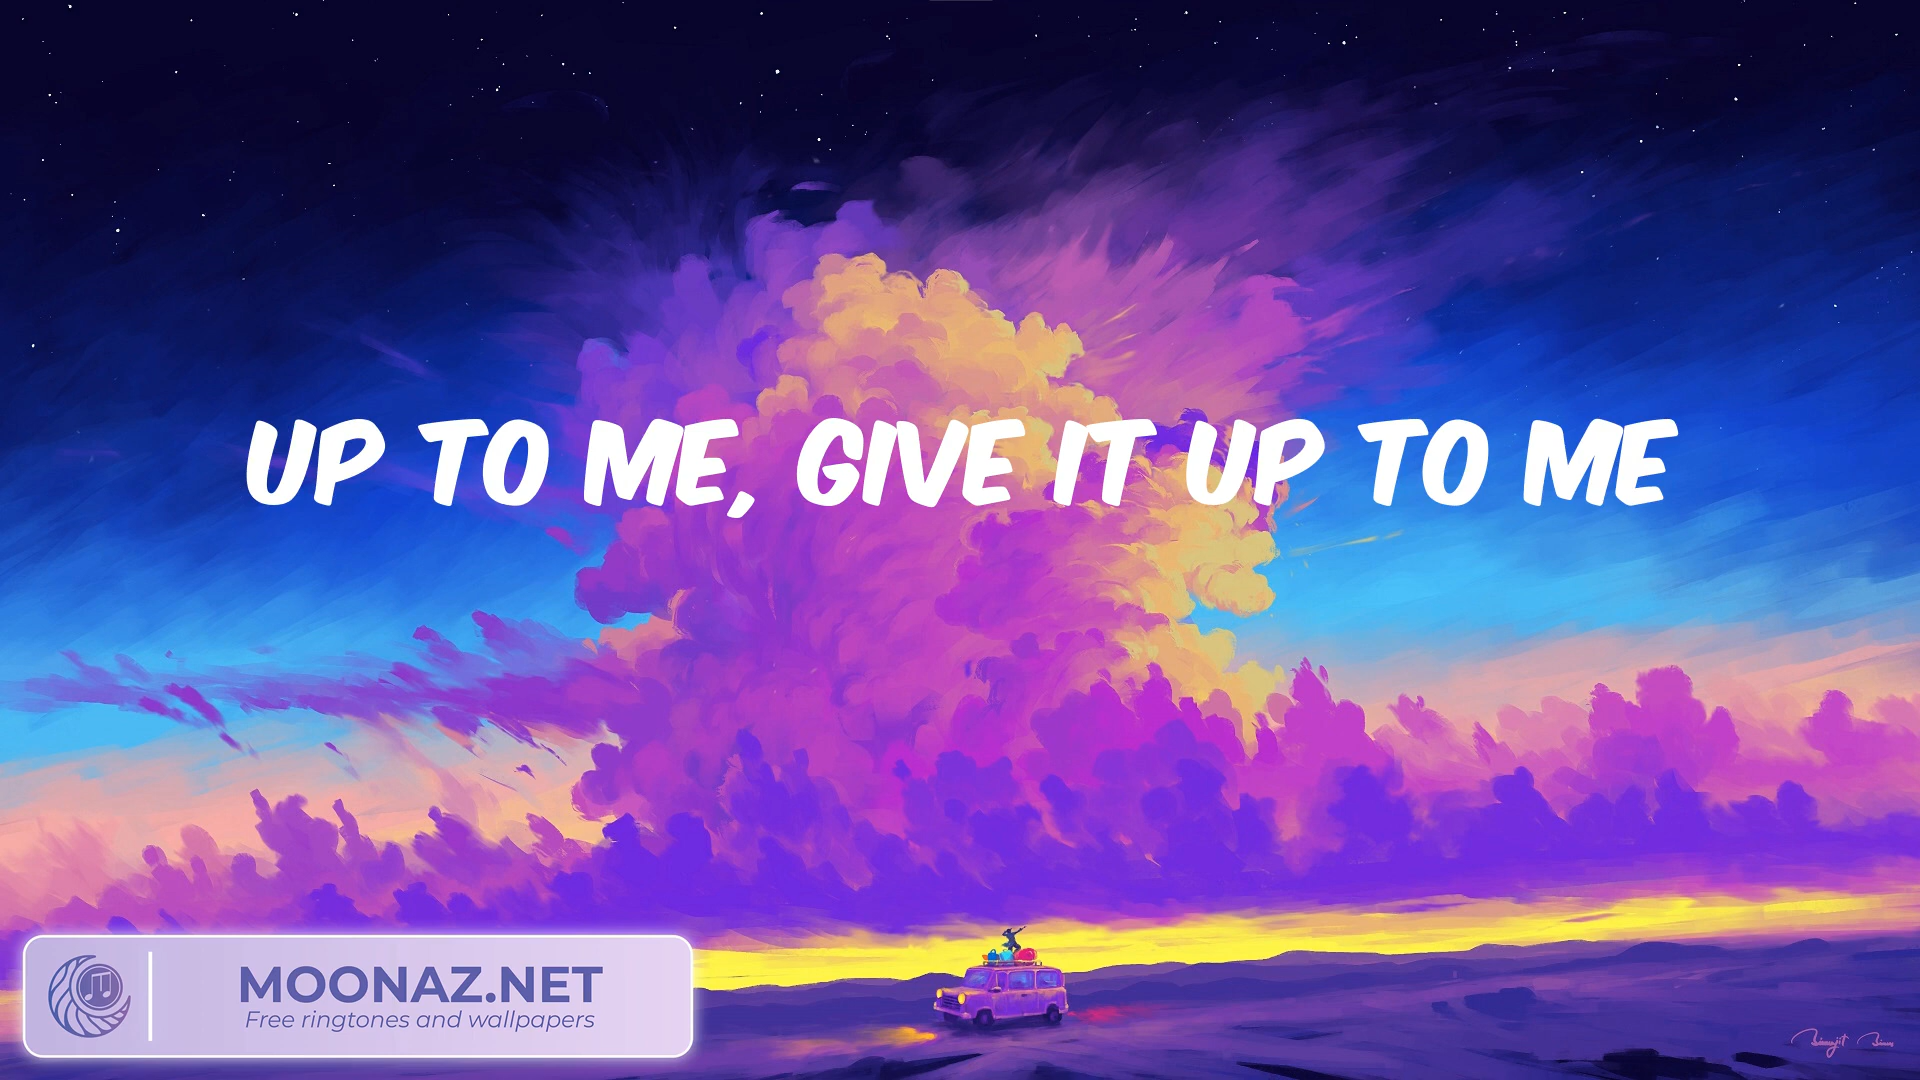 UP TO ME, GIVE IT UP TO ME
MOONAZ.NET
Free ringtones and wallpapers